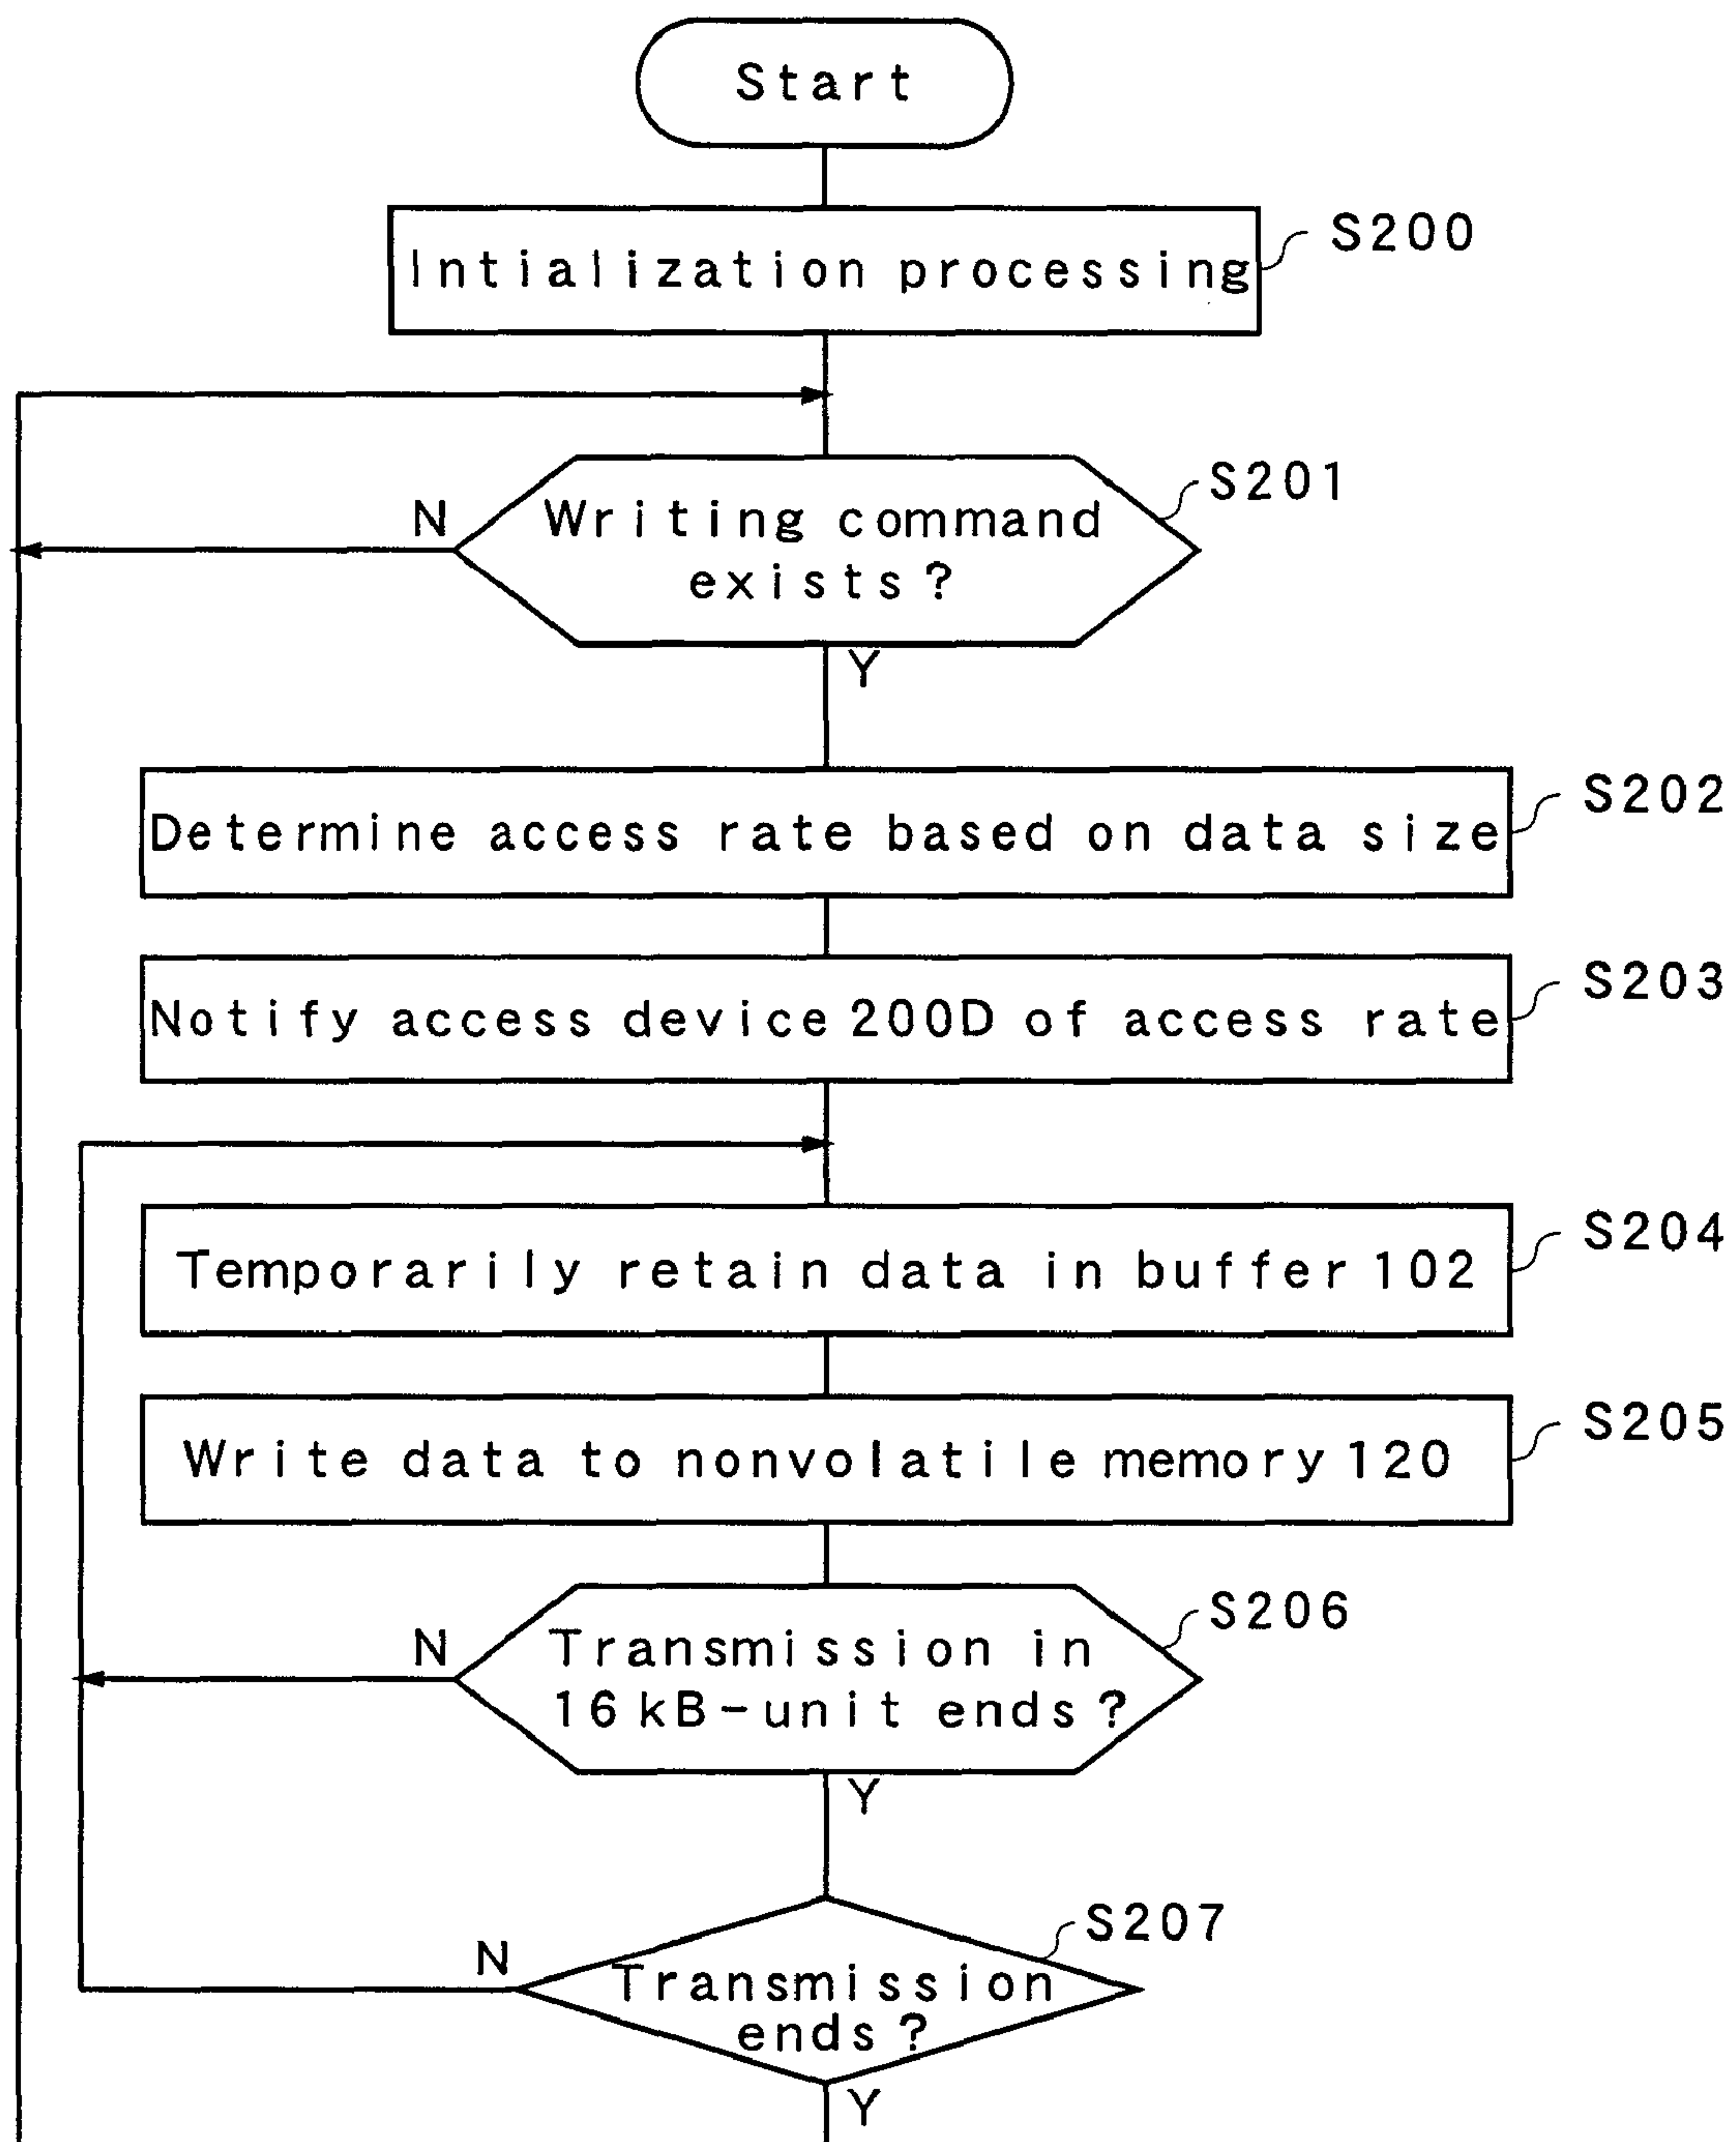 Start
Intialization processing
S200
S201
N
Writing command
exists?
Y
S202
Determine access rate based on data size
S203
Notify access device 200D of access rate
S204
Temporarily retain data in buffer 102
S205
Write data to nonvolatile memory 120
S206
N
Transmission in
16kB-unit ends?
Y
S207
N
Transmission
ends?
Y